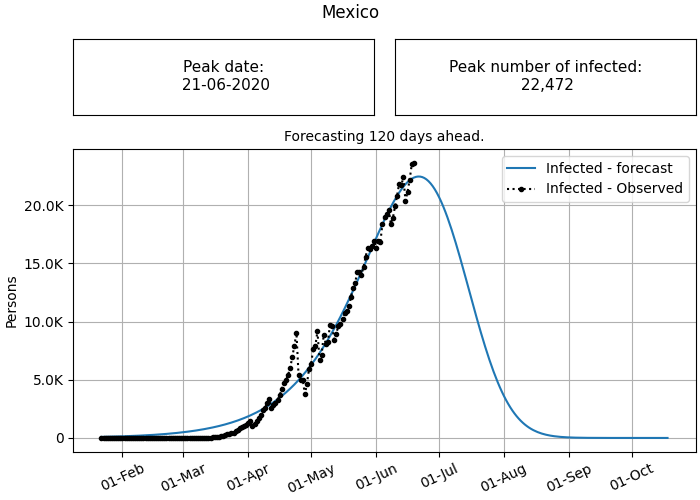 Mexico
Peak date:
21-06-2020
Peak number of infected:
22,472
Forecasting 120 days ahead.
Infected - forecast
Infected - Observed
20.0K
15.0K
10.0K
5.0K
0
Persons
01-Feb
01-Mar
01-Apr
01-May
01-Jun
01-Jul
01-Aug
01-Sep
01-Oct